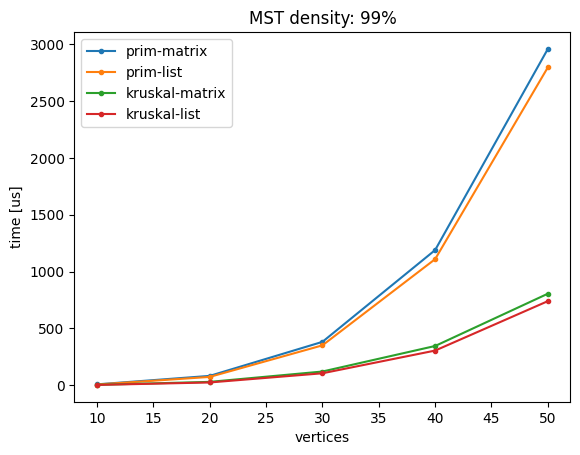 MST density: 99%
prim-matrix
prim-list
kruskal-matrix
kruskal-list
time [us]
3000
2500
2000
1500
1000
500
0
10 15 20 25 30 35 40 45 50
vertices